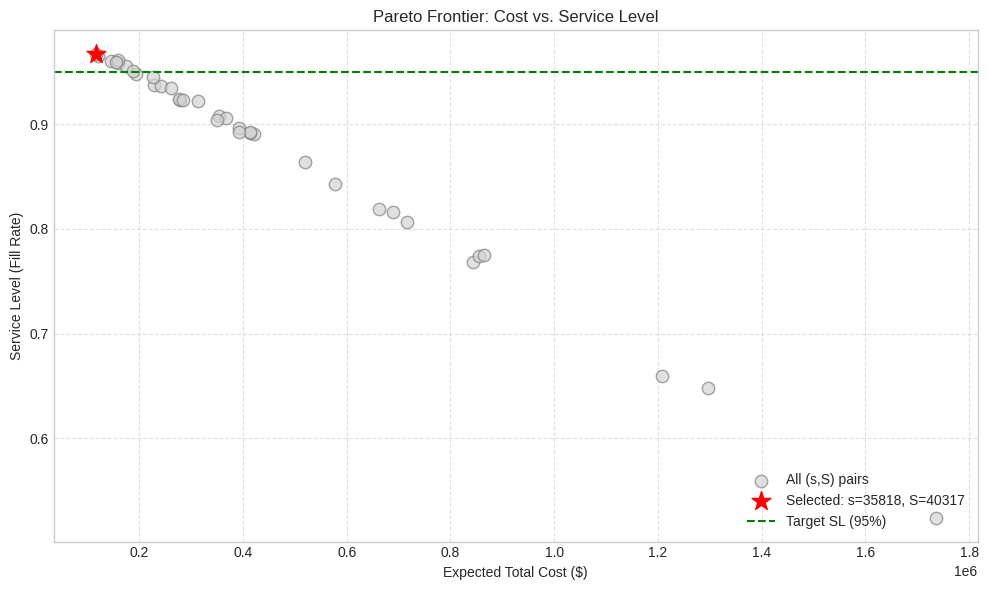 Pareto Frontier: Cost vs. Service Level
Service Level (Fill Rate)
0.9
0.8
0.7
0.6
All (s,S) pairs
Selected: s=35818, S=40317
Target SL (95%)
0.2 0.4 0.6 0.8 1.0 1.2 1.4 1.6 1.8
1e6
Expected Total Cost ($)